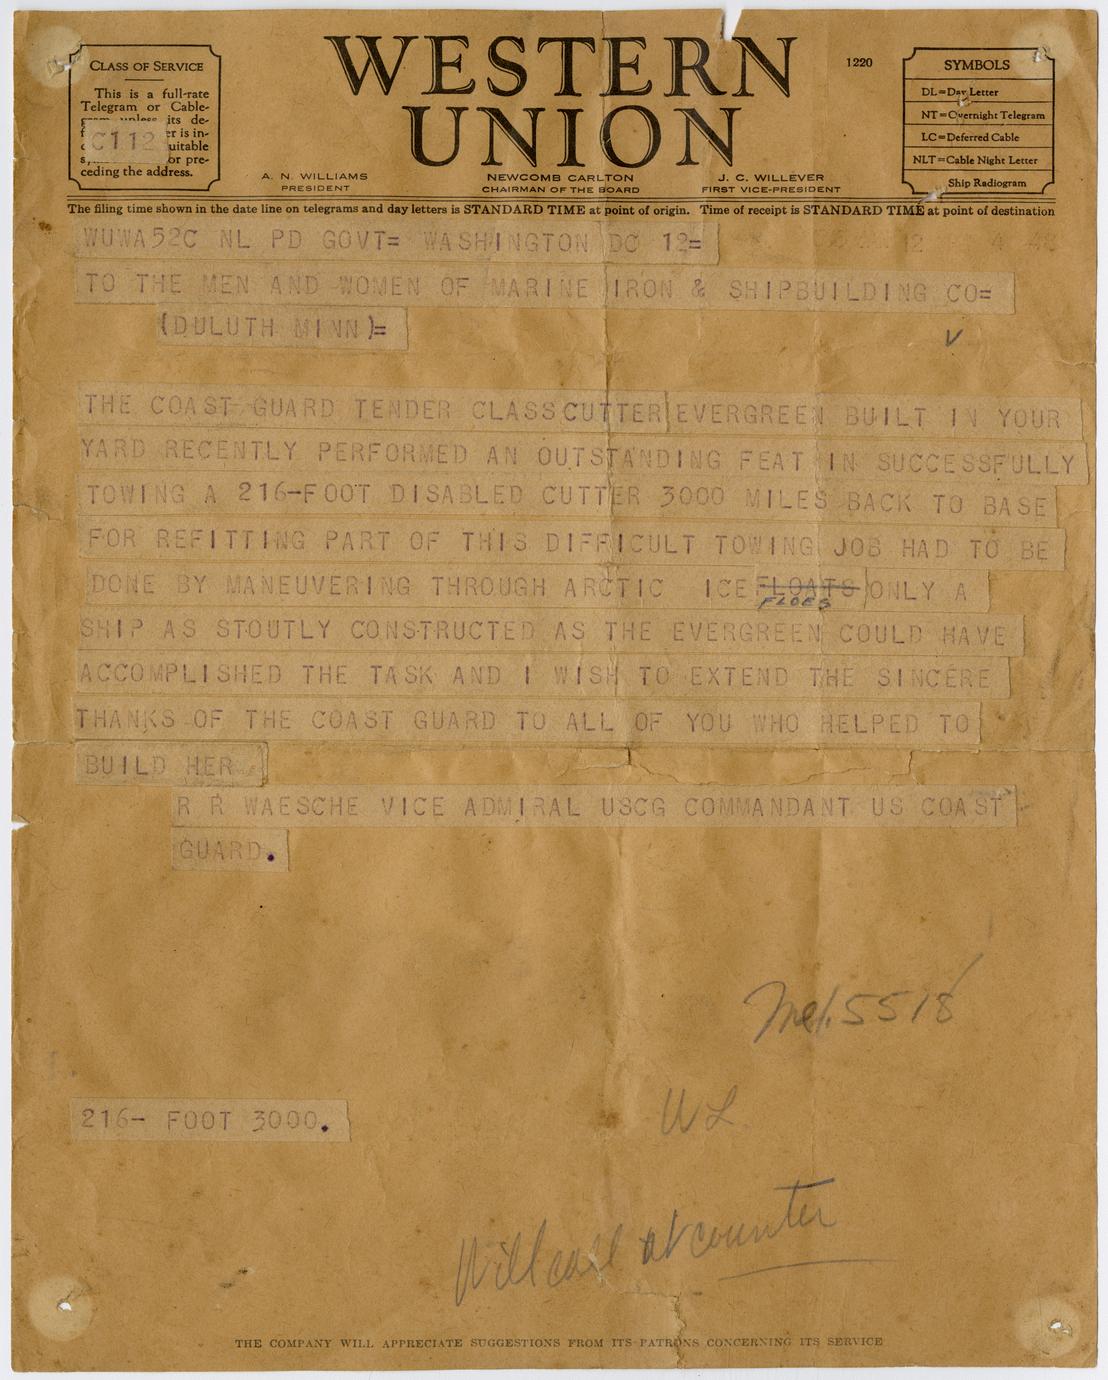 CLASS OF SERVICE
This is a full-rate
Telegram or Cable-
gram unless its de-
er is in-
C112 uitable
or pre-
ceding the address.
WESTERN
UNION
1220
SYMBOLS
DL=Day Letter
NT=Overnight Telegram
LC=Deferred Cable
NLT=Cable Night Letter
Ship Radiogram
A. N. WILLIAMS
PRESIDENT
NEWCOMB CARLTON
CHAIRMAN OF THE BOARD
J. C. WILLEVER
FIRST VICE-PRESIDENT
The filing time shown in the date line on telegrams and day letters is STANDARD TIME at point of origin. Time of receipt is STANDARD TIME at point of destination
WUWA52C NL PD GOVT= WASHINGTON DC 12=
TO THE MEN AND WOMEN OF MARINE IRON & SHIPBUILDING CO=
(DULUTH MINN)=
THE COAST GUARD TENDER CLASS CUTTER EVERGREEN BUILT IN YOUR
YARD RECENTLY PERFORMED AN OUTSTANDING FEAT IN SUCCESSFULLY
TOWING A 216-FOOT DISABLED CUTTER 3000 MILES BACK TO BASE
FOR REFITTING PART OF THIS DIFFICULT TOWING JOB HAD TO BE
DONE BY MANEUVERING THROUGH ARCTIC ICE FLOATS ONLY A
FLOES
SHIP AS STOUTLY CONSTRUCTED AS THE EVERGREEN COULD HAVE
ACCOMPLISHED THE TASK AND I WISH TO EXTEND THE SINCERE
THANKS OF THE COAST GUARD TO ALL OF YOU WHO HELPED TO
BUILD HER
R R WAESCHE VICE ADMIRAL USCG COMMANDANT US COAST
GUARD.
Mel. 5518
WL
216- FOOT 3000.
Will call at counter
THE COMPANY WILL APPRECIATE SUGGESTIONS FROM ITS PATRONS CONCERNING ITS SERVICE